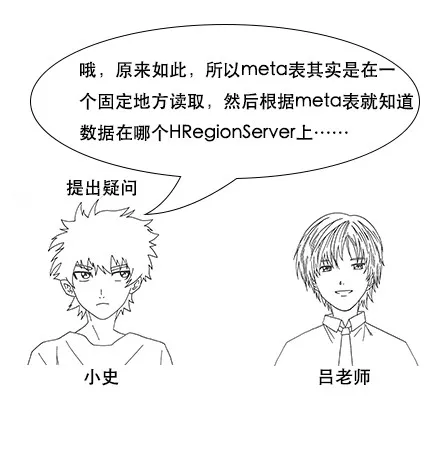 哦，原来如此，所以meta表其实是在一
个固定地方读取，然后根据meta表就知道
数据在哪个HRegionServer上……
提出疑问
小史
吕老师